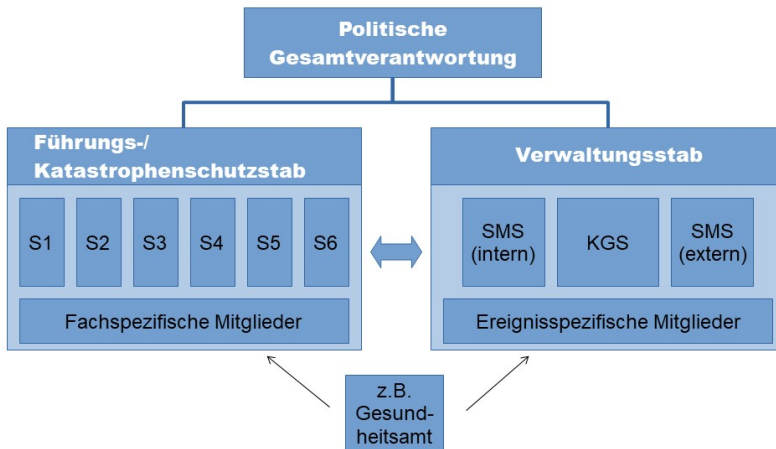 Politische
Gesamtverantwortung
Führungs-/
Katastrophenschutzstab
S1 S2 S3 S4 S5 S6
Fachspezifische Mitglieder
Verwaltungsstab
SMS
(intern)
KGS
SMS
(extern)
Ereignisspezifische Mitglieder
z.B.
Gesund-
heitsamt